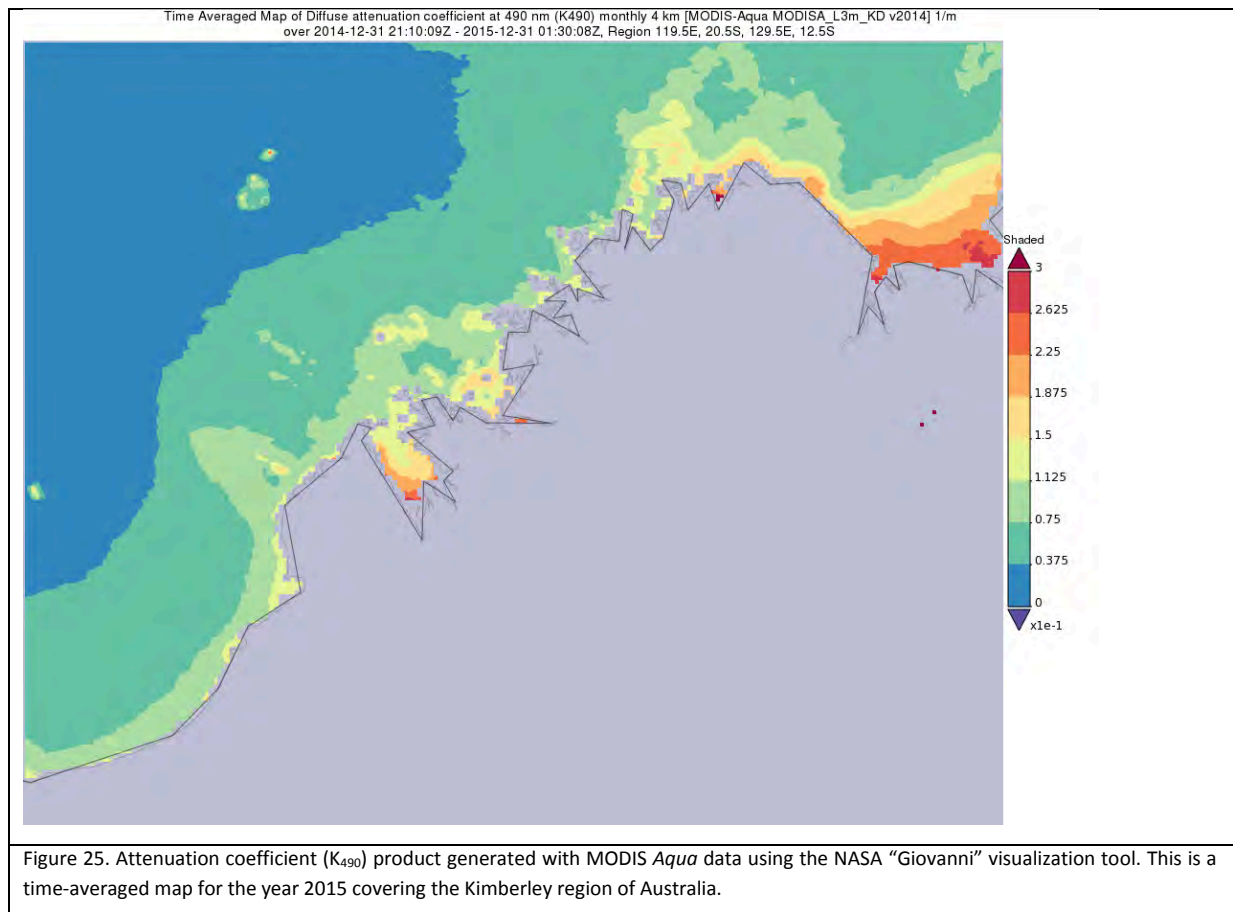 Time Averaged Map of Diffuse attenuation coefficient at 490 nm (K490) monthly 4 km [MODIS-Aqua MODISA_L3m_KD v2014] 1/m
over 2014-12-31 21:10:09Z - 2015-12-31 01:30:08Z, Region 119.5E, 20.5S, 129.5E, 12.5S
Shaded
3
2.625
2.25
1.875
1.5
1.125
0.75
0.375
0
x1e-1
Figure 25. Attenuation coefficient (K490) product generated with MODIS Aqua data using the NASA “Giovanni” visualization tool. This is a
time-averaged map for the year 2015 covering the Kimberley region of Australia.